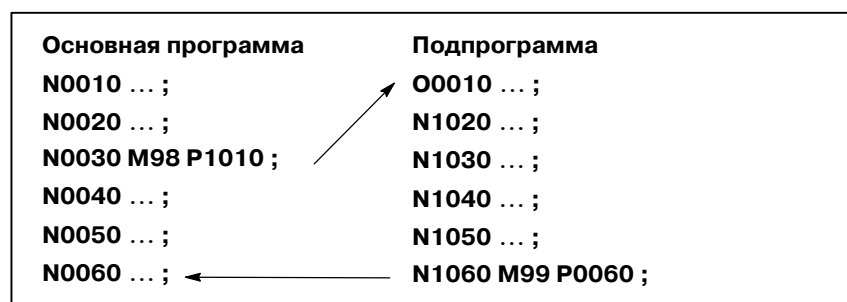 Основная программа
N0010 … ;
N0020 … ;
N0030 M98 P1010 ;
N0040 … ;
N0050 … ;
N0060 … ;
Подпрограмма
O0010 … ;
N1020 … ;
N1030 … ;
N1040 … ;
N1050 … ;
N1060 M99 P0060 ;